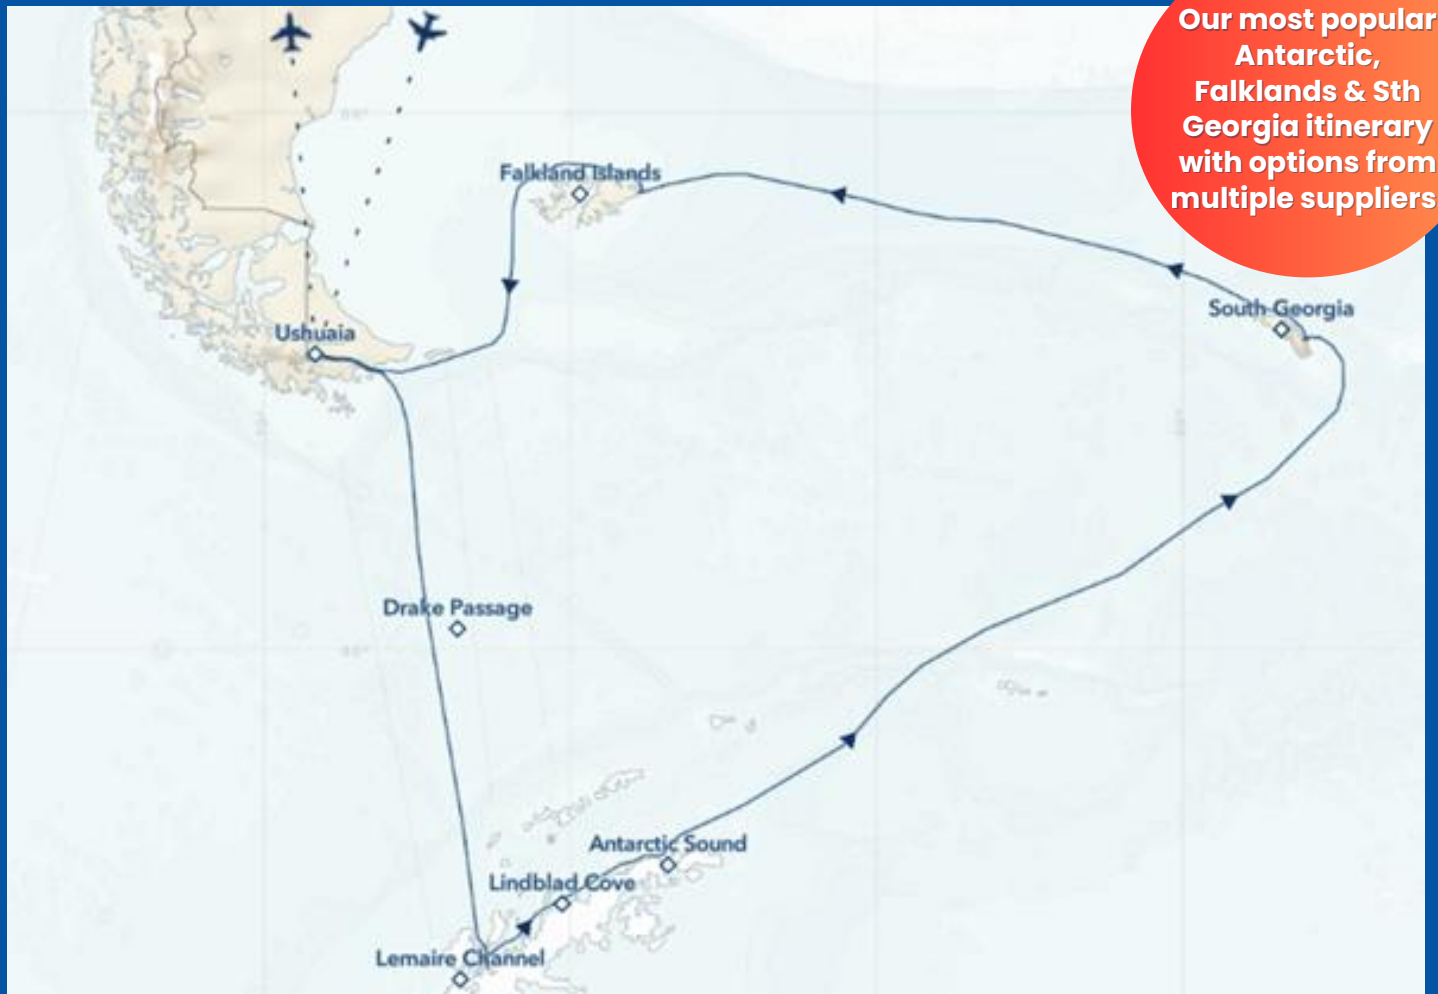 Our most popular
Antarctic,
Falklands & Sth
Georgia itinerary
with options from
multiple suppliers
Falkland Islands
South Georgia
Ushuaia
Drake Passage
Antarctic Sound
Lindblad Cove
Lemaire Channel